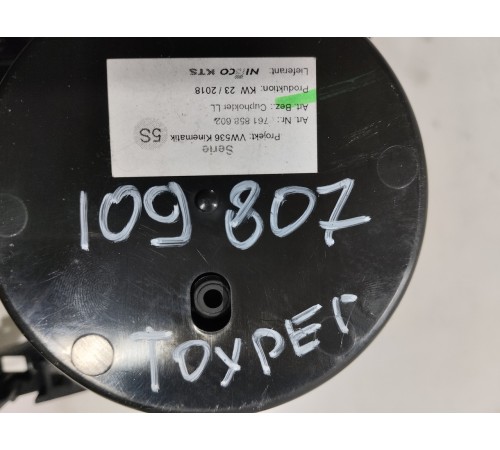 Serie
Projekt: VW536 Kinematik
5S
Art. Nr.: 761 858 602
Art. Bez.: Cupholder LL
Produktion: KW 23 / 2018
Lieferant: NIFCO KTS
109 807
ТОУРЕГ